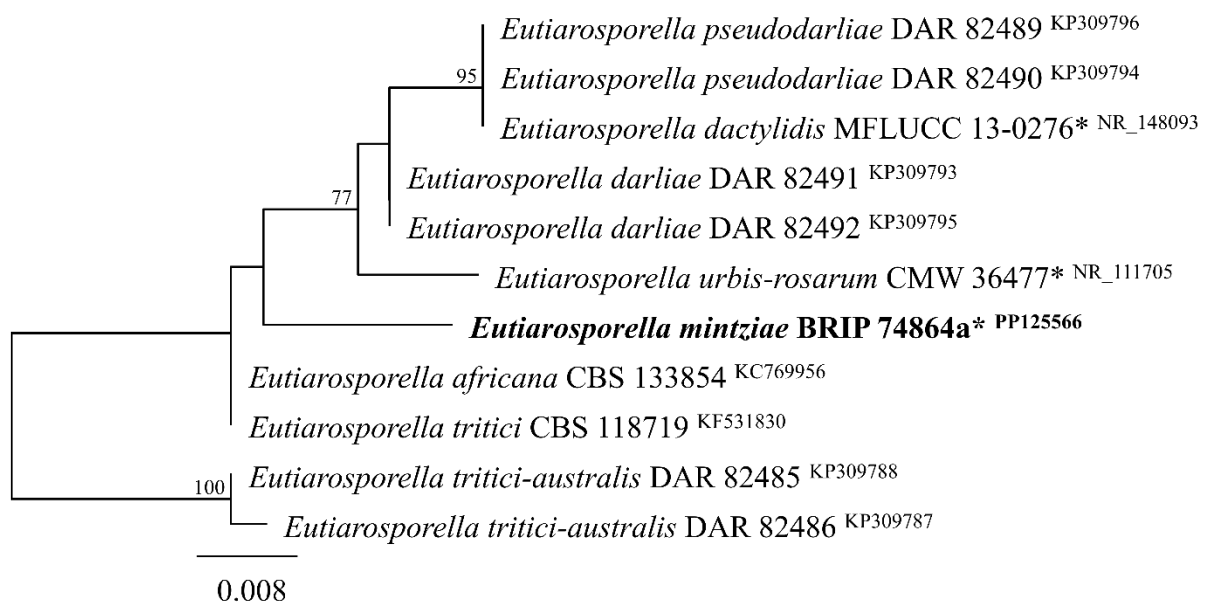 Eutiarosporella pseudodarliae DAR 82489 KP309796
95
Eutiarosporella pseudodarliae DAR 82490 KP309794
Eutiarosporella dactylidis MFLUCC 13-0276* NR_148093
Eutiarosporella darliae DAR 82491 KP309793
77
Eutiarosporella darliae DAR 82492 KP309795
Eutiarosporella urbis-rosarum CMW 36477* NR_111705
Eutiarosporella mintziae BRIP 74864a* PP125566
Eutiarosporella africana CBS 133854 KC769956
Eutiarosporella tritici CBS 118719 KF531830
Eutiarosporella tritici-australis DAR 82485 KP309788
100
Eutiarosporella tritici-australis DAR 82486 KP309787
0.008